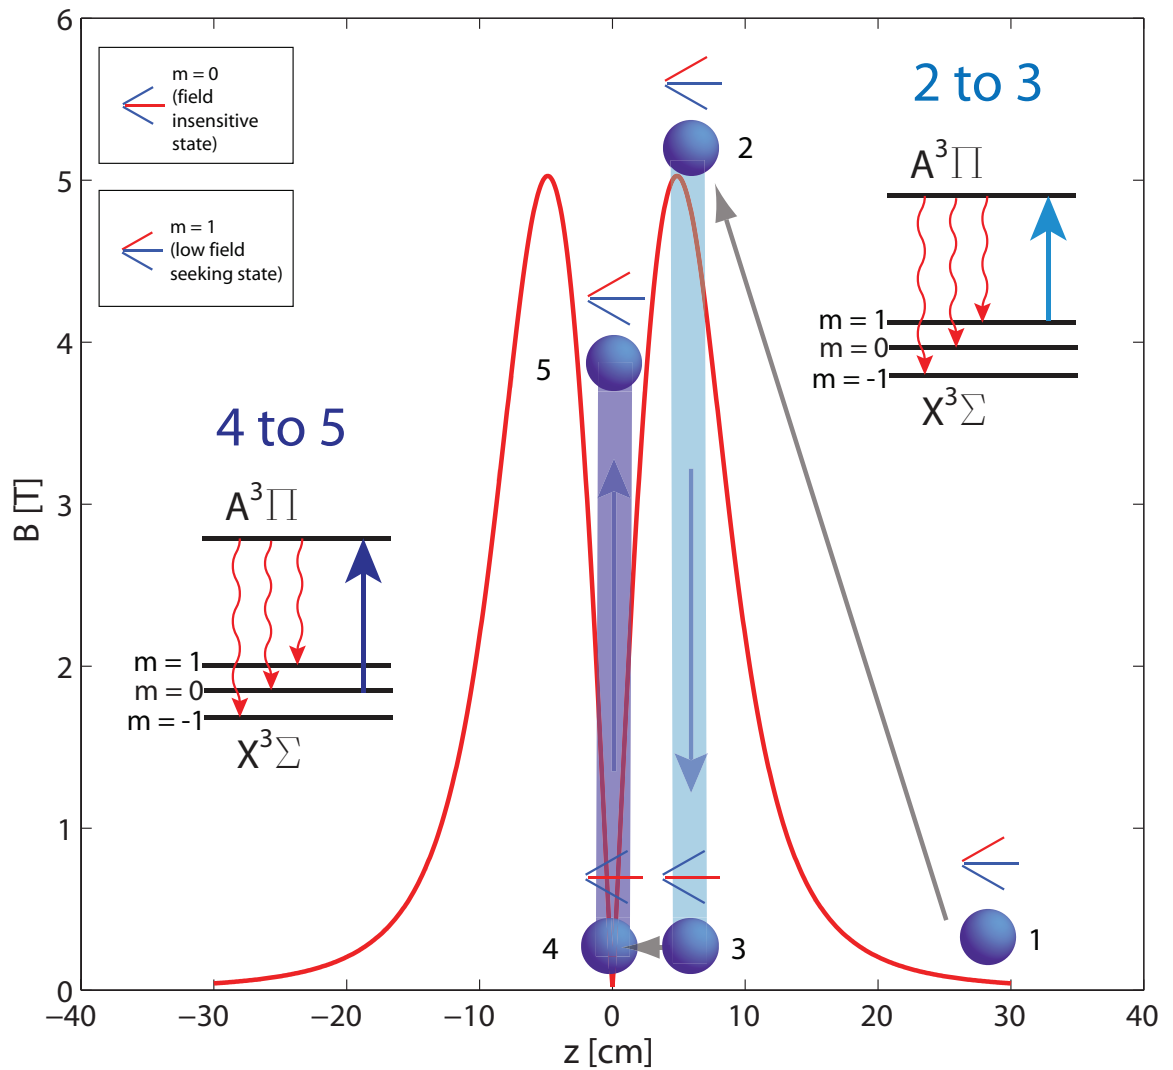 m = 0
(field
insensitive
state)
m = 1
(low field
seeking state)
2 to 3
A³∏
m = 1
m = 0
m = -1
X³Σ
4 to 5
A³∏
m = 1
m = 0
m = -1
X³Σ
2
5
4
3
1
B [T]
6
5
4
3
2
1
0
−40
−30
−20
−10
0
10
20
30
40
z [cm]